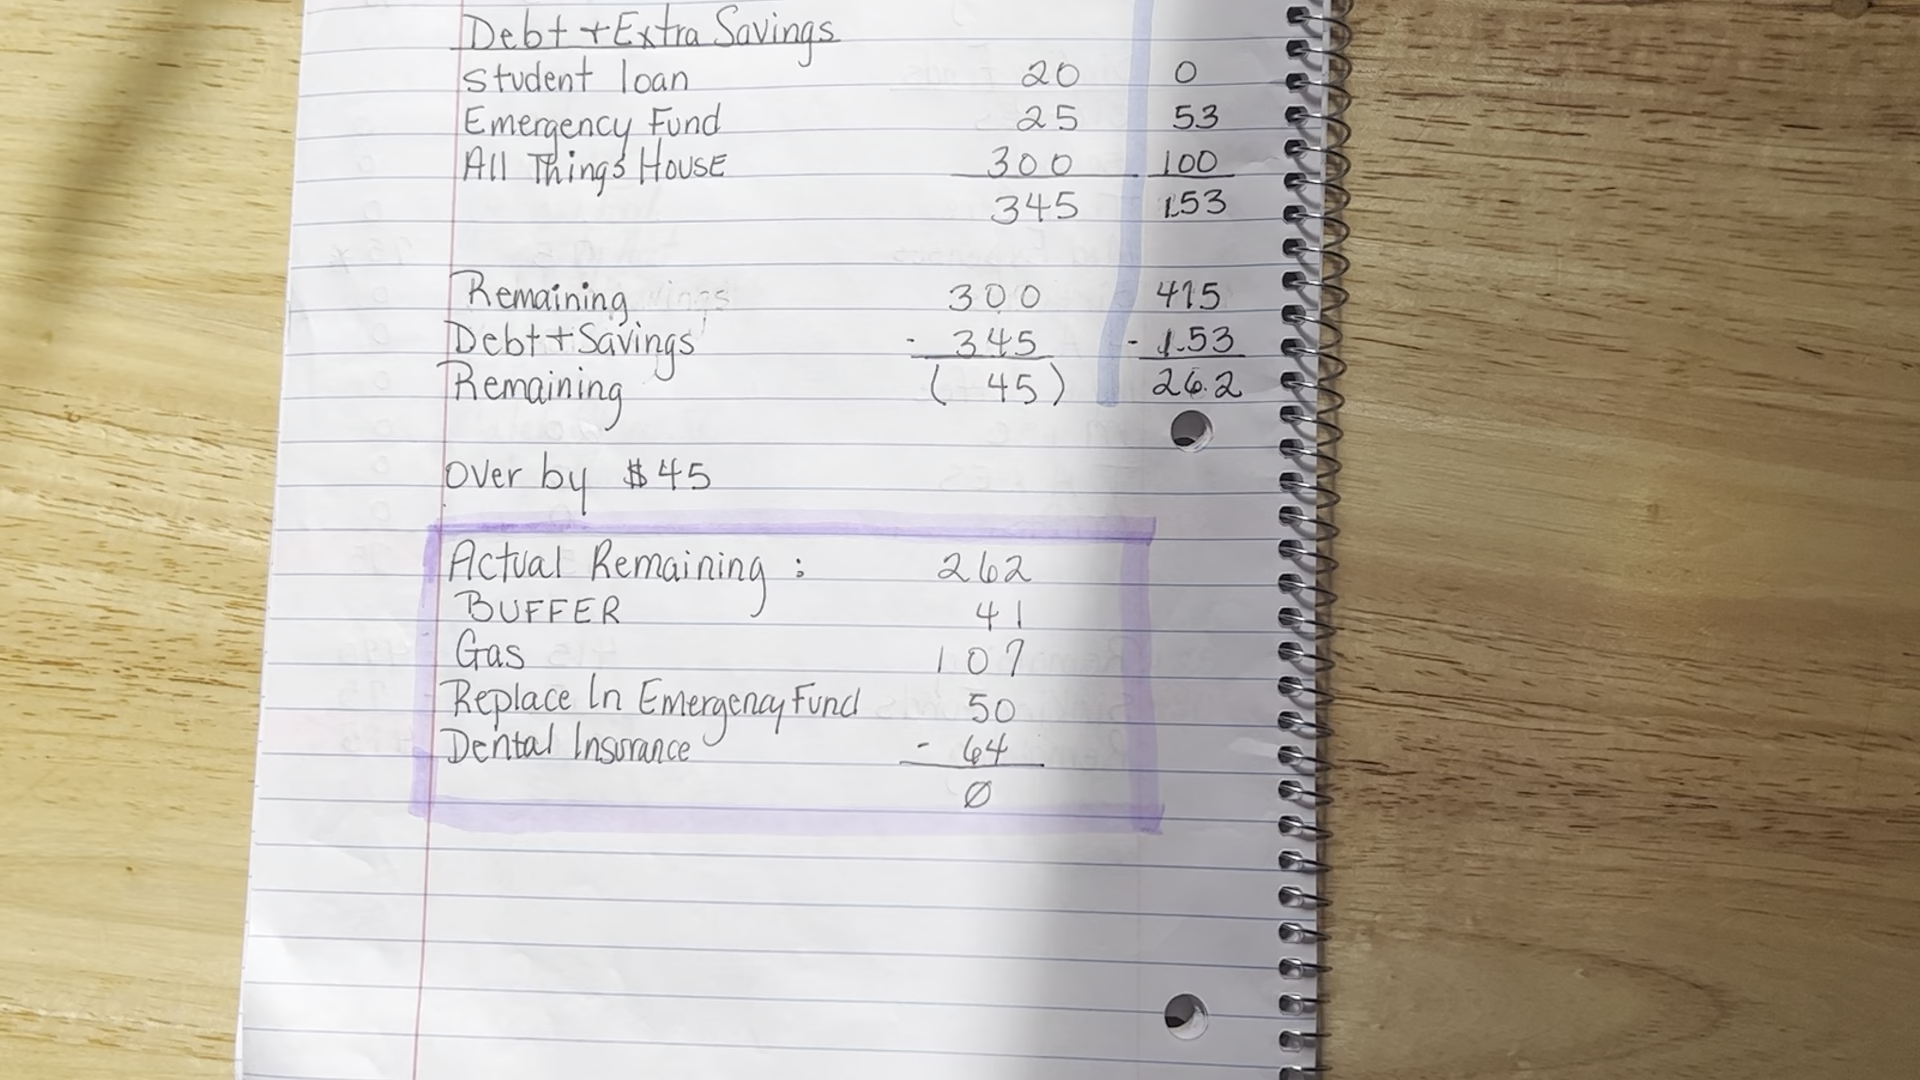 Debt + Extra Savings
Student loan 20 0
Emergency Fund 25 53
All Things House 300 100
345 153
Remaining 300 415
Debt + Savings - 345 - 153
Remaining (45) 262
over by $45
Actual Remaining : 262
BUFFER 41
Gas 107
Replace In Emergency Fund 50
Dental Insurance - 64
0